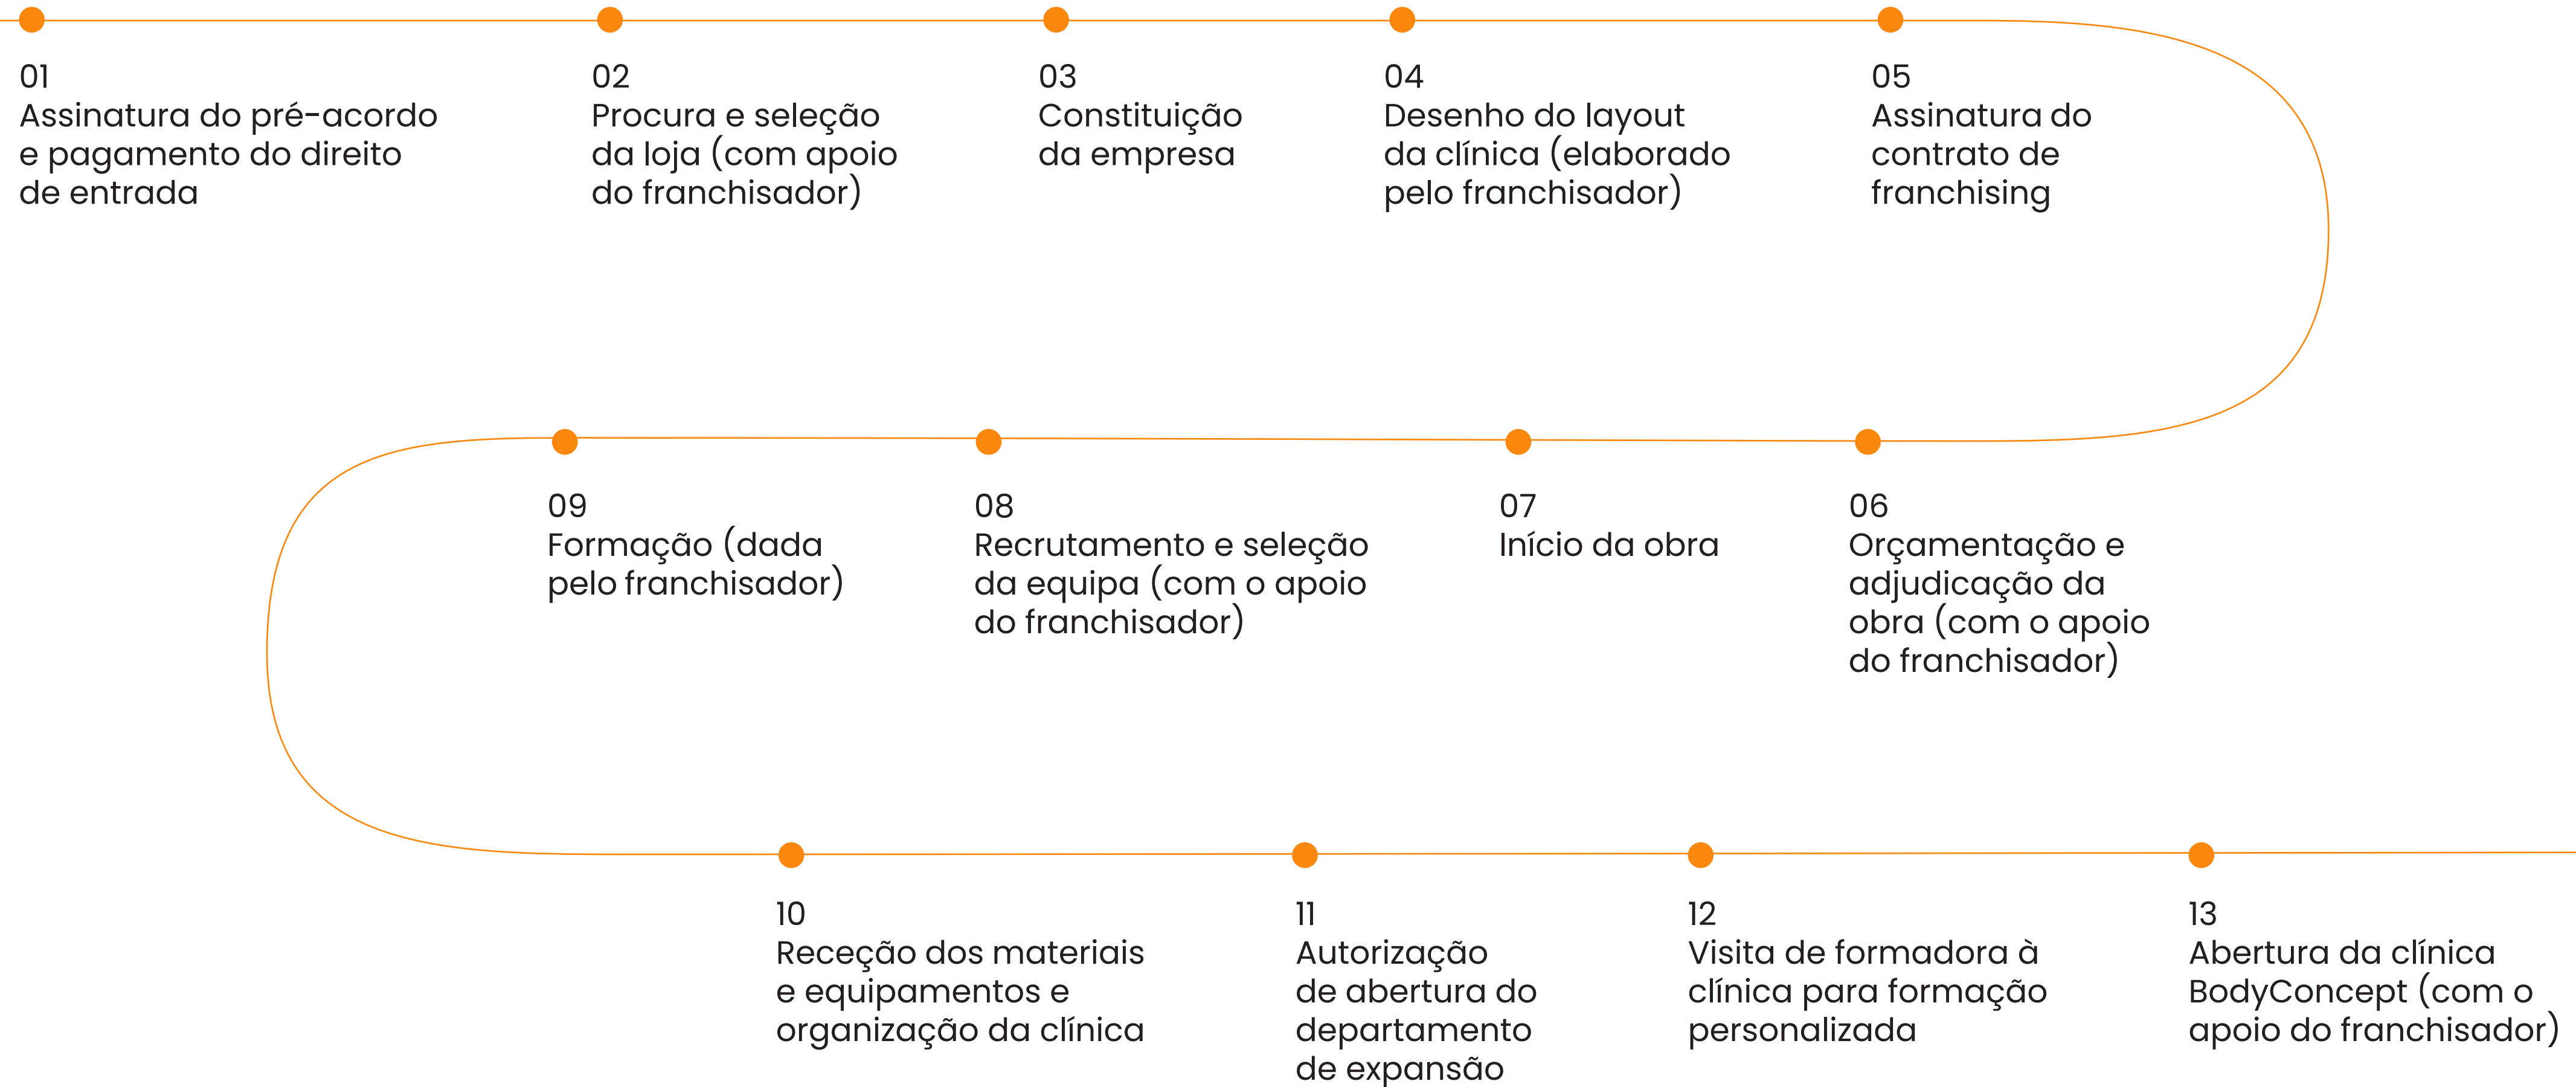 01
Assinatura do pré-acordo
e pagamento do direito
de entrada
02
Procura e seleção
da loja (com apoio
do franchisador)
03
Constituição
da empresa
04
Desenho do layout
da clínica (elaborado
pelo franchisador)
05
Assinatura do
contrato de
franchising
06
Orçamentação e
adjudicação da
obra (com o apoio
do franchisador)
07
Início da obra
08
Recrutamento e seleção
da equipa (com o apoio
do franchisador)
09
Formação (dada
pelo franchisador)
10
Receção dos materiais
e equipamentos e
organização da clínica
11
Autorização
de abertura do
departamento
de expansão
12
Visita de formadora à
clínica para formação
personalizada
13
Abertura da clínica
BodyConcept (com o
apoio do franchisador)